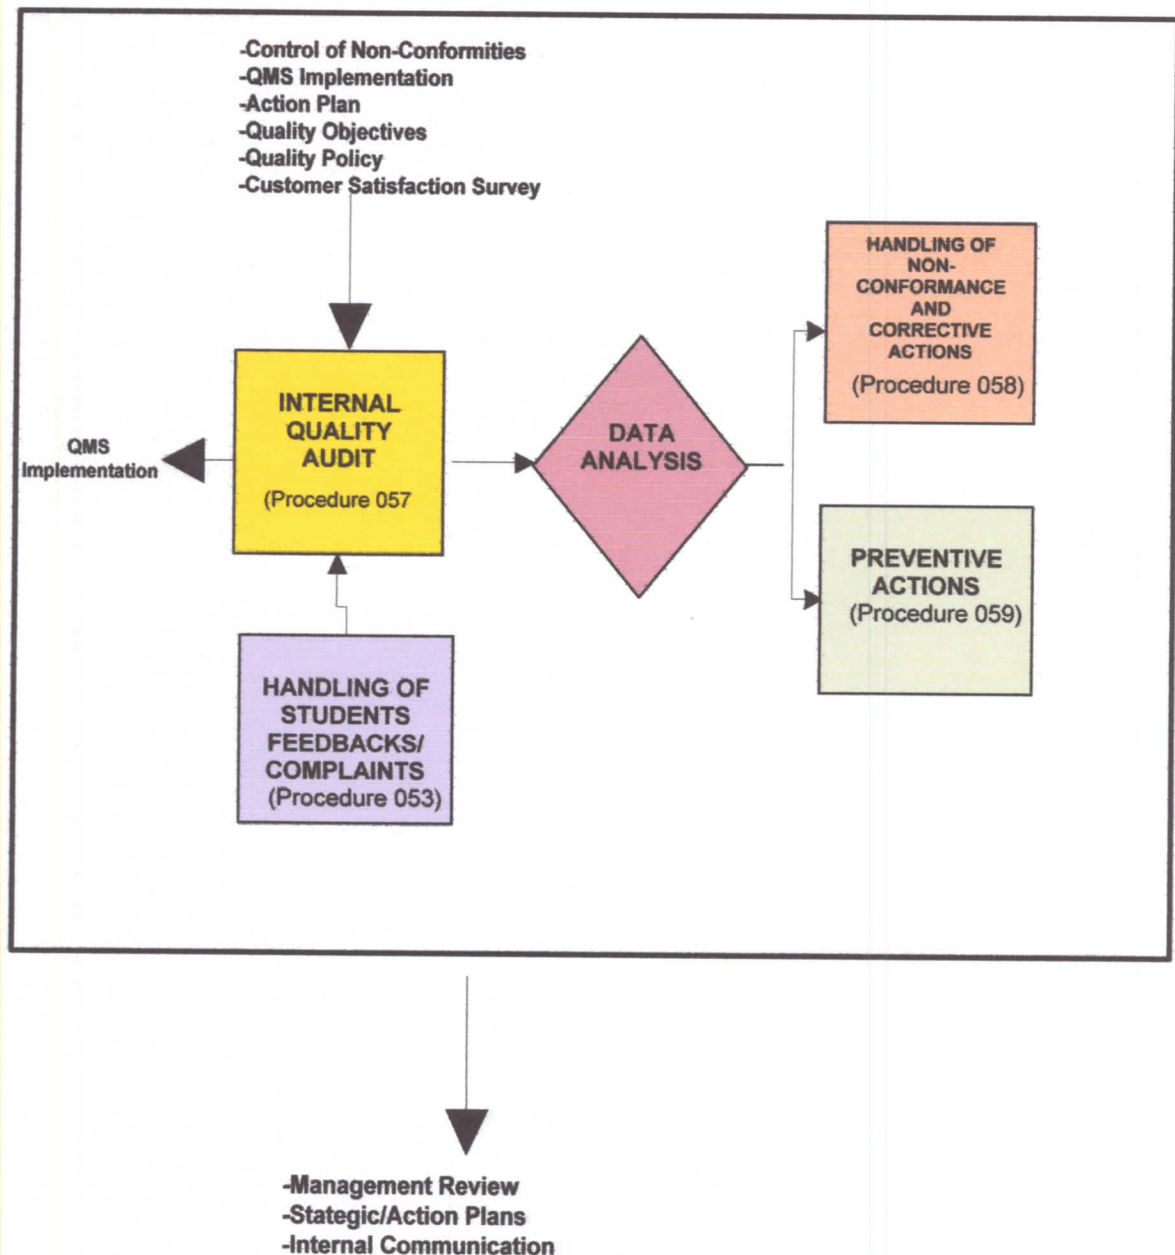 -Control of Non-Conformities
-QMS Implementation
-Action Plan
-Quality Objectives
-Quality Policy
-Customer Satisfaction Survey
HANDLING OF
NON-
CONFORMANCE
AND
CORRECTIVE
ACTIONS
(Procedure 058)
INTERNAL
QUALITY
AUDIT
(Procedure 057
QMS
Implementation
DATA
ANALYSIS
PREVENTIVE
ACTIONS
(Procedure 059)
HANDLING OF
STUDENTS
FEEDBACKS/
COMPLAINTS
(Procedure 053)
-Management Review
-Stategic/Action Plans
-Internal Communication